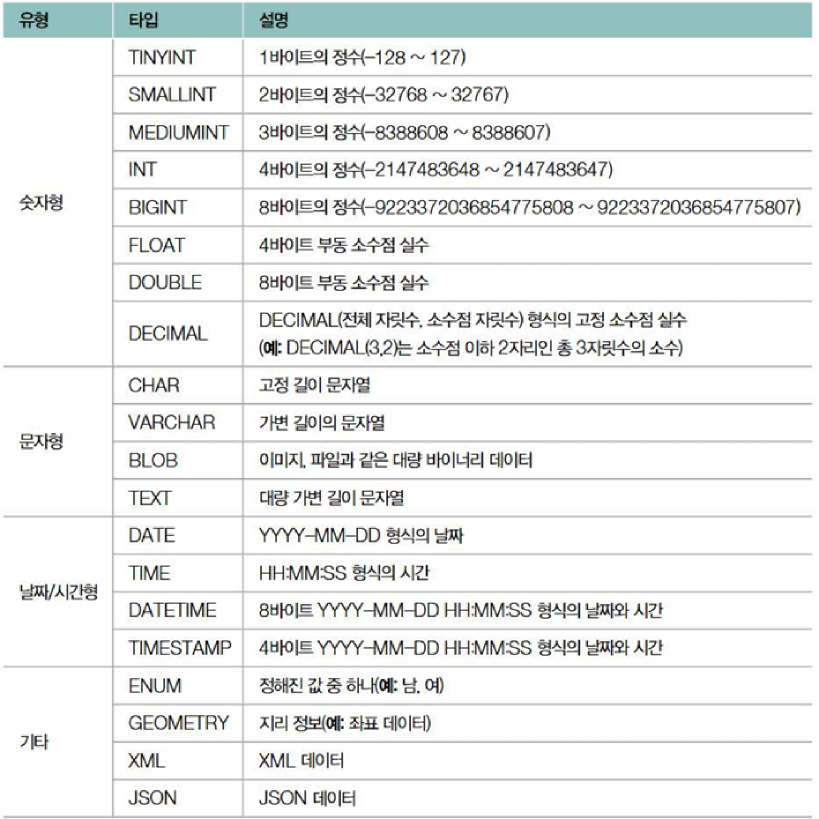 유형 타입 설명
숫자형
TINYINT 1바이트의 정수(-128 ~ 127)
SMALLINT 2바이트의 정수(-32768 ~ 32767)
MEDIUMINT 3바이트의 정수(-8388608 ~ 8388607)
INT 4바이트의 정수(-2147483648 ~ 2147483647)
BIGINT 8바이트의 정수(-9223372036854775808 ~ 9223372036854775807)
FLOAT 4바이트 부동 소수점 실수
DOUBLE 8바이트 부동 소수점 실수
DECIMAL DECIMAL(전체 자릿수, 소수점 자릿수) 형식의 고정 소수점 실수
(예: DECIMAL(3,2)는 소수점 이하 2자리인 총 3자릿수의 소수)
문자형
CHAR 고정 길이 문자열
VARCHAR 가변 길이의 문자열
BLOB 이미지, 파일과 같은 대량 바이너리 데이터
TEXT 대량 가변 길이 문자열
날짜/시간형
DATE YYYY-MM-DD 형식의 날짜
TIME HH:MM:SS 형식의 시간
DATETIME 8바이트 YYYY-MM-DD HH:MM:SS 형식의 날짜와 시간
TIMESTAMP 4바이트 YYYY-MM-DD HH:MM:SS 형식의 날짜와 시간
기타
ENUM 정해진 값 중 하나(예: 남, 여)
GEOMETRY 지리 정보(예: 좌표 데이터)
XML XML 데이터
JSON JSON 데이터